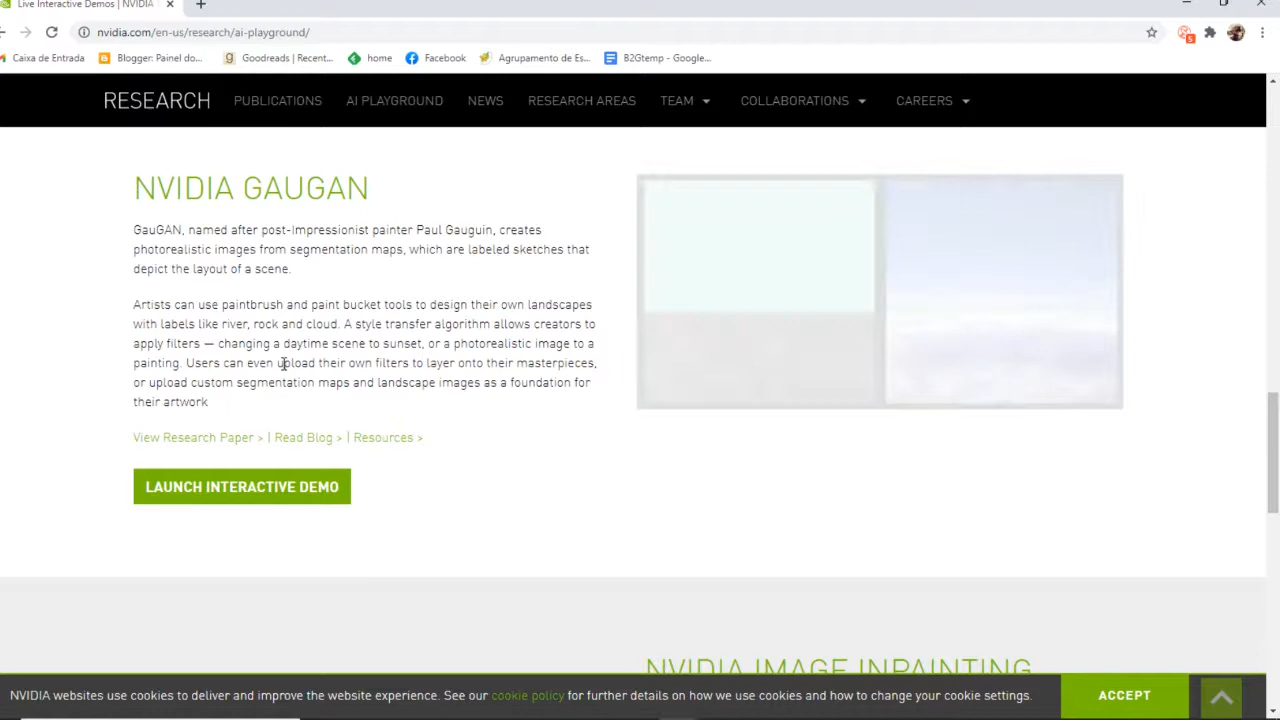 Live Interactive Demos | NVIDIA
nvidia.com/en-us/research/ai-playground/
5
Caixa de Entrada
Blogger: Painel do...
Goodreads | Recent...
home
Facebook
Agrupamento de Es...
B2Gtemp - Google...
RESEARCH
PUBLICATIONS
AI PLAYGROUND
NEWS
RESEARCH AREAS
TEAM
COLLABORATIONS
CAREERS
NVIDIA GAUGAN
GauGAN, named after post-Impressionist painter Paul Gauguin, creates
photorealistic images from segmentation maps, which are labeled sketches that
depict the layout of a scene.
Artists can use paintbrush and paint bucket tools to design their own landscapes
with labels like river, rock and cloud. A style transfer algorithm allows creators to
apply filters — changing a daytime scene to sunset, or a photorealistic image to a
painting. Users can even upload their own filters to layer onto their masterpieces,
or upload custom segmentation maps and landscape images as a foundation for
their artwork
View Research Paper > | Read Blog > | Resources >
LAUNCH INTERACTIVE DEMO
NVIDIA IMAGE INPAINTING
NVIDIA websites use cookies to deliver and improve the website experience. See our cookie policy for further details on how we use cookies and how to change your cookie settings.
ACCEPT